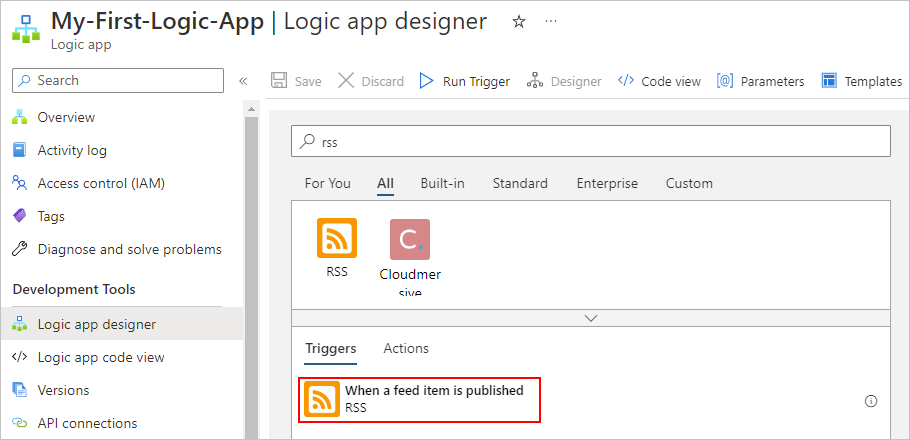 My-First-Logic-App | Logic app designer
Logic app
Search
Save Discard Run Trigger Designer Code view Parameters Templates
Overview
Activity log
Access control (IAM)
Tags
Diagnose and solve problems
Development Tools
Logic app designer
Logic app code view
Versions
API connections
rss
For You All Built-in Standard Enterprise Custom
RSS
C.
Cloudmer
sive
Triggers Actions
When a feed item is published
RSS